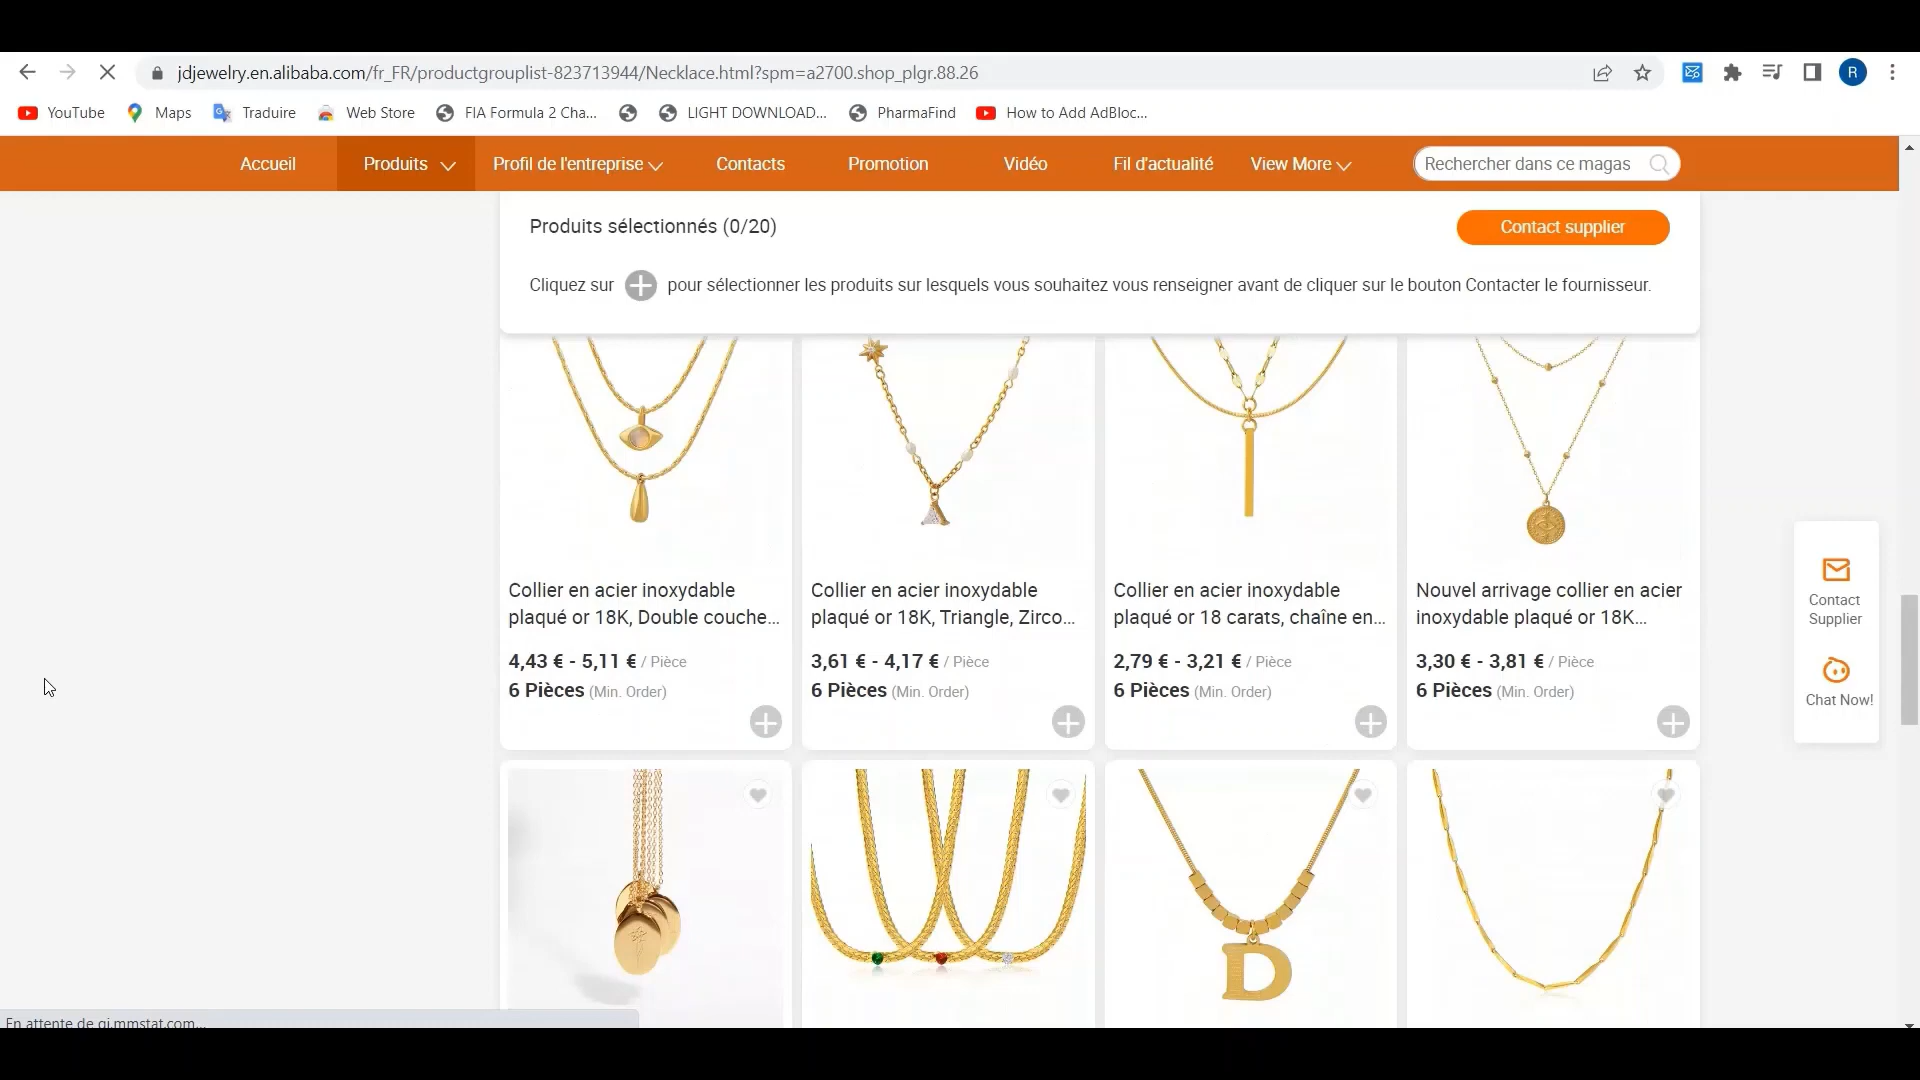 jdjewelry.en.alibaba.com/fr_FR/productgrouplist-823713944/Necklace.html?spm=a2700.shop_plgr.88.26
R
YouTube Maps Traduire Web Store FIA Formula 2 Cha... LIGHT DOWNLOAD... PharmaFind How to Add AdBloc...
Accueil Produits Profil de l'entreprise Contacts Promotion Vidéo Fil d'actualité View More Rechercher dans ce magas
Produits sélectionnés (0/20) Contact supplier
Cliquez sur pour sélectionner les produits sur lesquels vous souhaitez vous renseigner avant de cliquer sur le bouton Contacter le fournisseur.
Collier en acier inoxydable
plaqué or 18K, Double couche...
4,43 € - 5,11 € / Pièce
6 Pièces (Min. Order)
Collier en acier inoxydable
plaqué or 18K, Triangle, Zirco...
3,61 € - 4,17 € / Pièce
6 Pièces (Min. Order)
Collier en acier inoxydable
plaqué or 18 carats, chaîne en...
2,79 € - 3,21 € / Pièce
6 Pièces (Min. Order)
Nouvel arrivage collier en acier
inoxydable plaqué or 18K...
3,30 € - 3,81 € / Pièce
6 Pièces (Min. Order)
Contact
Supplier
Chat Now!
D
En attente de gj.mmstat.com...